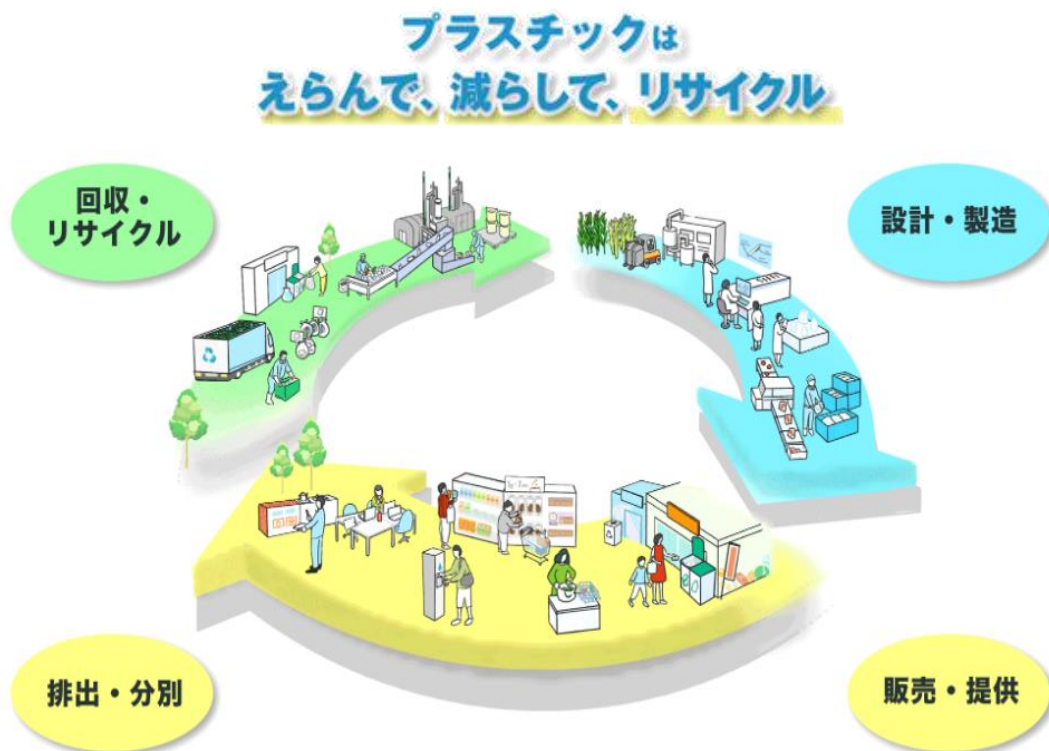 プラスチックは
えらんで、減らして、リサイクル
回収・
リサイクル
設計・製造
排出・分別
販売・提供